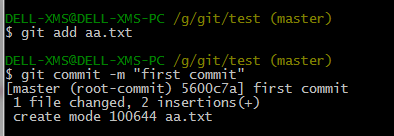 DELL-XMS@DELL-XMS-PC /g/git/test (master)
$ git add aa.txt
DELL-XMS@DELL-XMS-PC /g/git/test (master)
$ git commit -m "first commit"
[master (root-commit) 5600c7a] first commit
 1 file changed, 2 insertions(+)
 create mode 100644 aa.txt